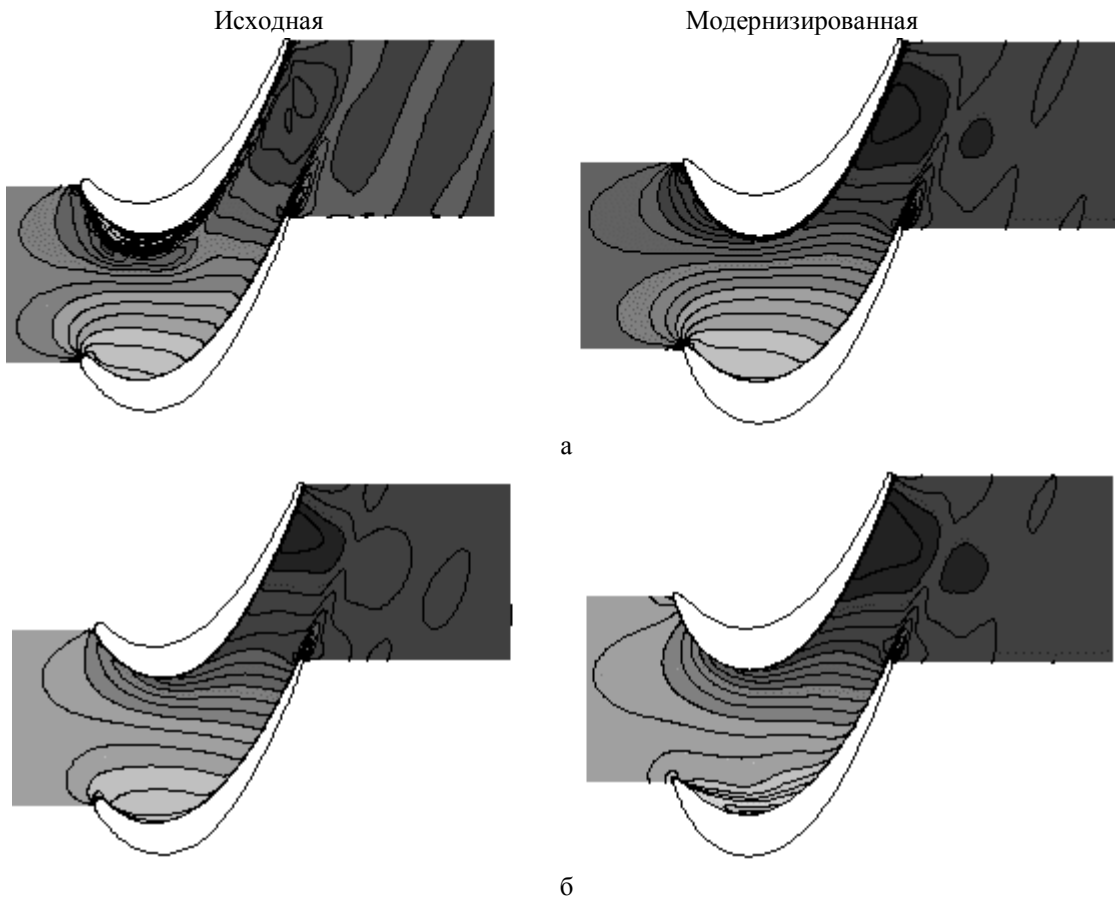 Исходная
Модернизированная
а
б